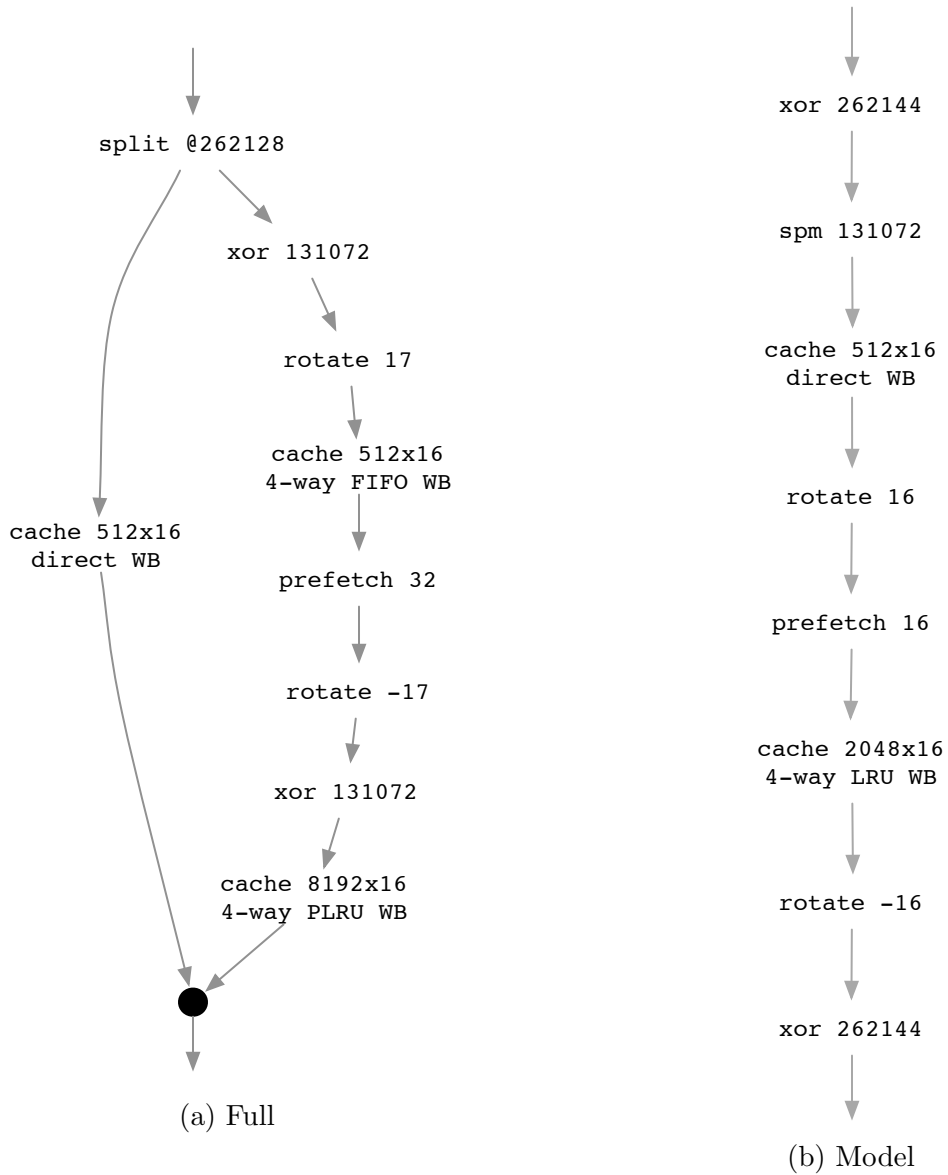 split @262128
xor 131072
rotate 17
cache 512x16
4-way FIFO WB
cache 512x16
direct WB
prefetch 32
rotate -17
xor 131072
cache 8192x16
4-way PLRU WB
(a) Full
xor 262144
spm 131072
cache 512x16
direct WB
rotate 16
prefetch 16
cache 2048x16
4-way LRU WB
rotate -16
xor 262144
(b) Model